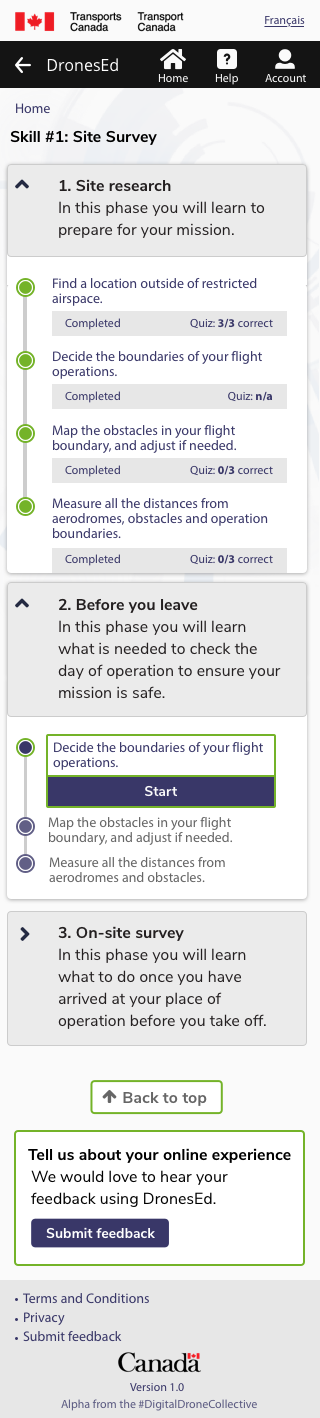 Transports Canada
Transport Canada
Français
DronesEd
Home
Help
Account
Home
Skill #1: Site Survey
1. Site research
In this phase you will learn to
prepare for your mission.
Find a location outside of restricted
airspace.
Completed Quiz: 3/3 correct
Decide the boundaries of your flight
operations.
Completed Quiz: n/a
Map the obstacles in your flight
boundary, and adjust if needed.
Completed Quiz: 0/3 correct
Measure all the distances from
aerodromes, obstacles and operation
boundaries.
Completed Quiz: 0/3 correct
2. Before you leave
In this phase you will learn
what is needed to check the
day of operation to ensure your
mission is safe.
Decide the boundaries of your flight
operations.
Start
Map the obstacles in your flight
boundary, and adjust if needed.
Measure all the distances from
aerodromes and obstacles.
3. On-site survey
In this phase you will learn
what to do once you have
arrived at your place of
operation before you take off.
Back to top
Tell us about your online experience
We would love to hear your
feedback using DronesEd.
Submit feedback
• Terms and Conditions
• Privacy
• Submit feedback
Canada
Version 1.0
Alpha from the #DigitalDroneCollective